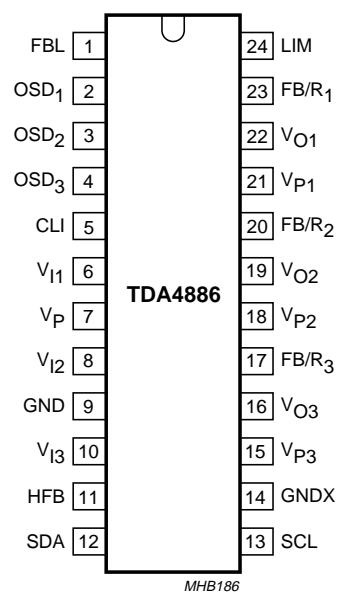 FBL 1 24 LIM
OSD1 2 23 FB/R1
OSD2 3 22 VO1
OSD3 4 21 VP1
CLI 5 20 FB/R2
VI1 6 19 VO2
TDA4886
VP 7 18 VP2
VI2 8 17 FB/R3
GND 9 16 VO3
VI3 10 15 VP3
HFB 11 14 GNDX
SDA 12 13 SCL
MHB186